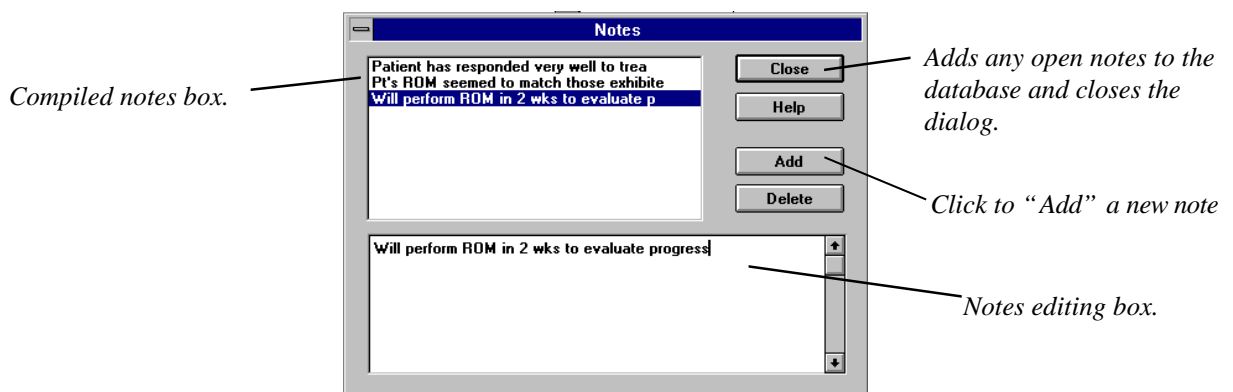 Notes
Patient has responded very well to trea
Pt's ROM seemed to match those exhibite
Will perform ROM in 2 wks to evaluate p
Close
Help
Add
Delete
Will perform ROM in 2 wks to evaluate progress
Compiled notes box.
Adds any open notes to the
database and closes the
dialog.
Click to “Add” a new note
Notes editing box.